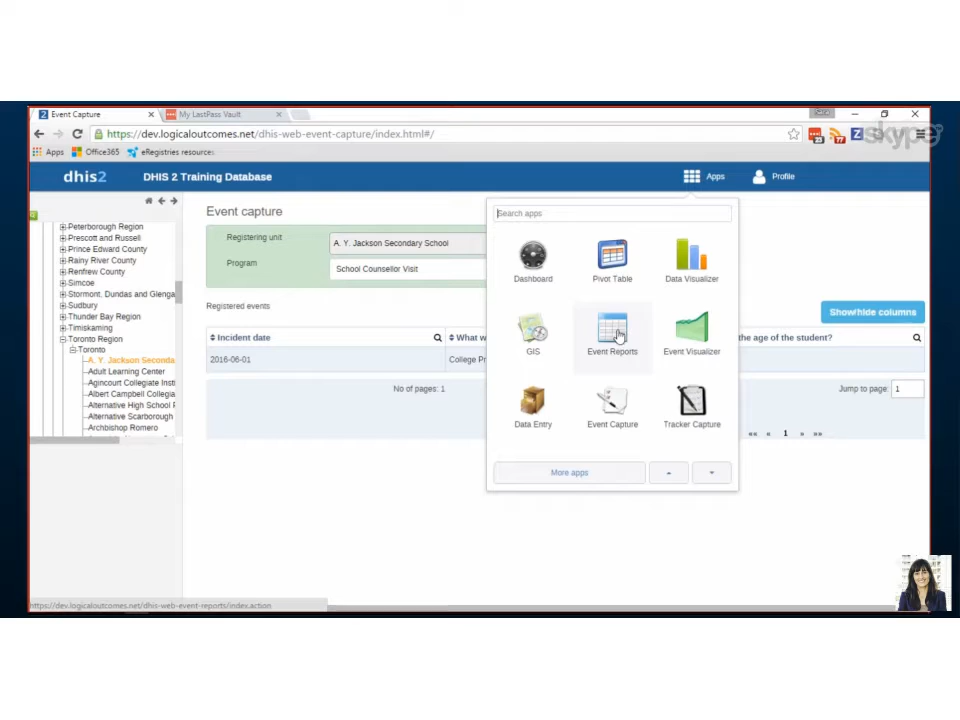 Event Capture
My LastPass Vault
https://dev.logicaloutcomes.net/dhis-web-event-capture/index.html#/
skype
Apps
Office365
eRegistries resources
dhis2
DHIS 2 Training Database
Apps
Profile
Peterborough Region
Prescott and Russell
Prince Edward County
Rainy River County
Renfrew County
Simcoe
Stormont, Dundas and Glenga
Sudbury
Thunder Bay Region
Timiskaming
Toronto Region
Toronto
A. Y. Jackson Seconda
Adult Learning Center
Agincourt Collegiate Insti
Albert Campbell Collegia
Alternative High School F
Alternative Scarborough
Archbishop Romero
Event capture
Registering unit
A. Y. Jackson Secondary School
Program
School Counsellor Visit
Registered events
Show/hide columns
Incident date
What w
the age of the student?
2016-06-01
College Pr
No of pages: 1
Jump to page:
1
«« « 1 » »»
Search apps
Dashboard
Pivot Table
Data Visualizer
GIS
Event Reports
Event Visualizer
Data Entry
Event Capture
Tracker Capture
More apps
https://dev.logicaloutcomes.net/dhis-web-event-reports/index.action